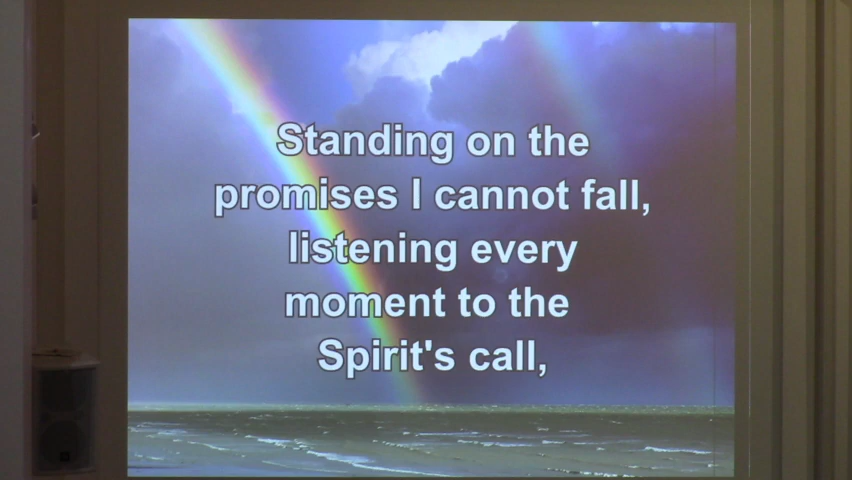 Standing on the
promises I cannot fall,
listening every
moment to the
Spirit's call,